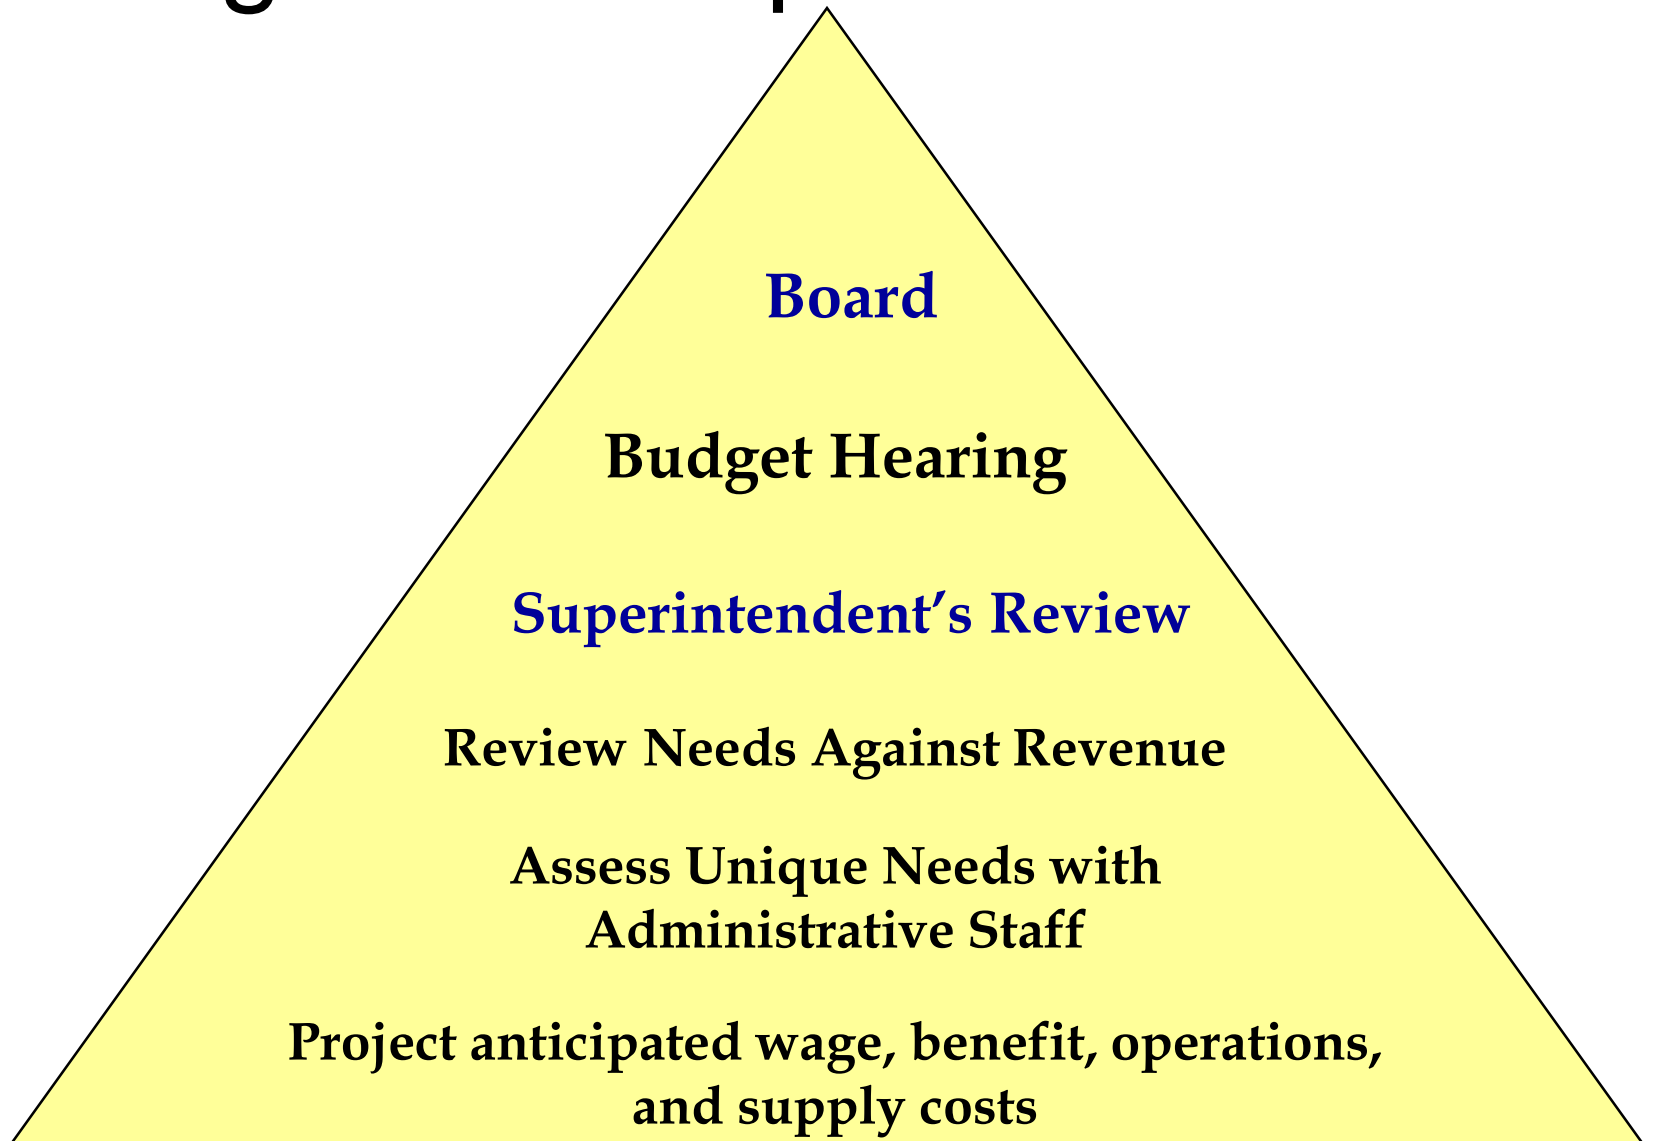 Board
Budget Hearing
Superintendent’s Review
Review Needs Against Revenue
Assess Unique Needs with
Administrative Staff
Project anticipated wage, benefit, operations,
and supply costs